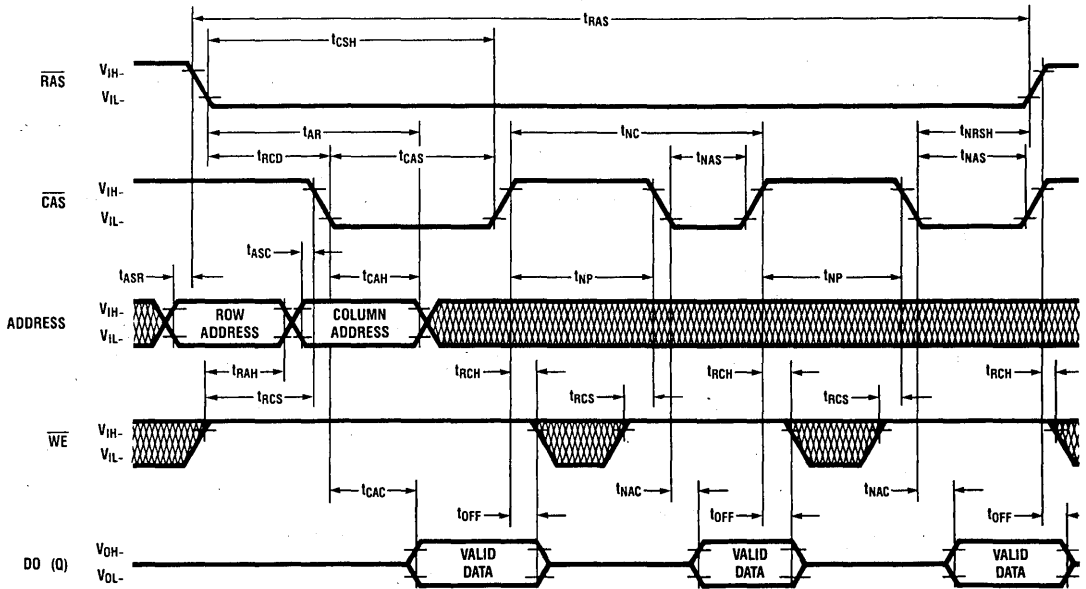 tRAS
tCSH
RAS
VIH-
VIL-
tAR
tNC
tNRSH
tRCD
tCAS
tNAS
tNAS
CAS
VIH-
VIL-
tASC
tASR
tCAH
tNP
tNP
ADDRESS
VIH-
VIL-
ROW
ADDRESS
COLUMN
ADDRESS
tRAH
tRCH
tRCH
tRCH
tRCS
tRCS
tRCS
WE
VIH-
VIL-
tCAC
tNAC
tNAC
tOFF
tOFF
tOFF
DO (Q)
VOH-
VOL-
VALID
DATA
VALID
DATA
VALID
DATA